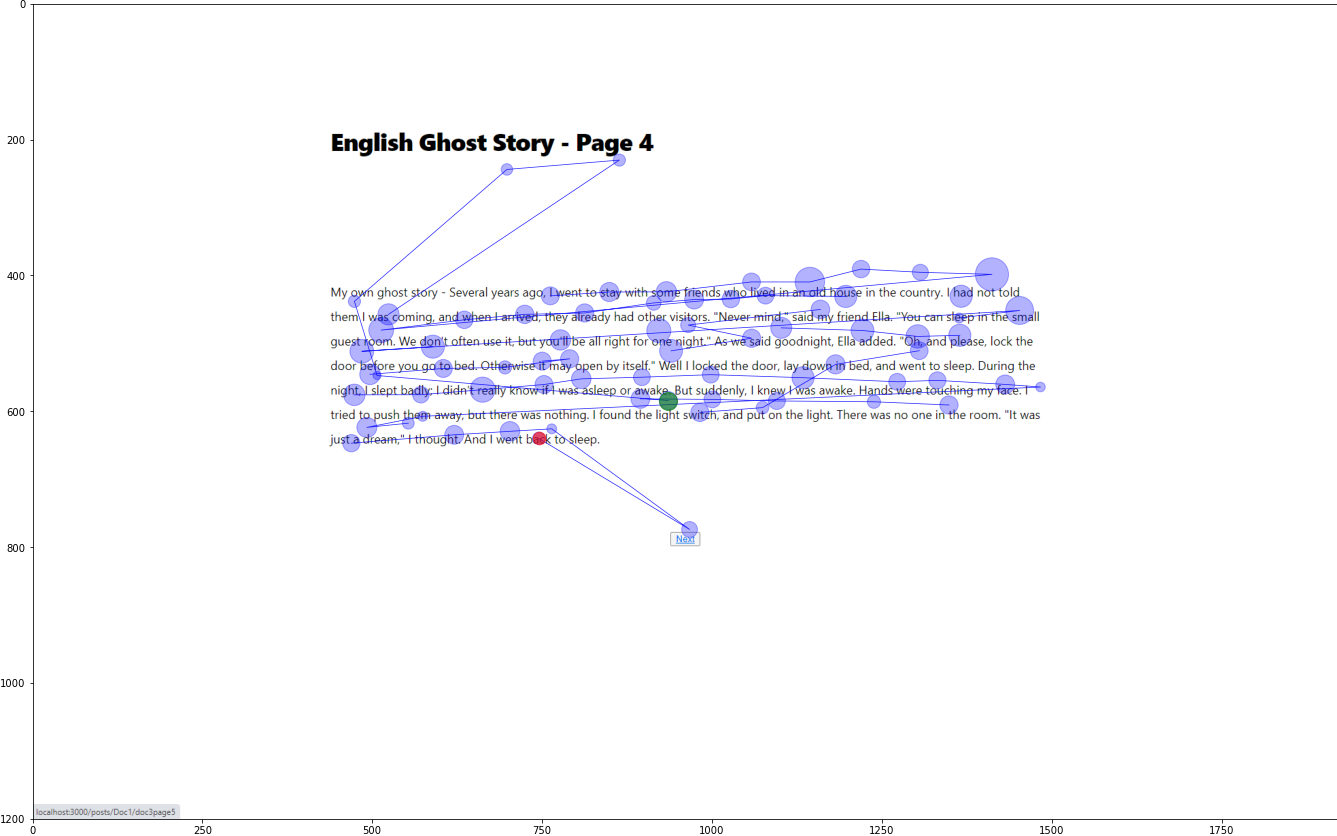 0
200
English Ghost Story - Page 4
400
My own ghost story - Several years ago, I went to stay with some friends who lived in an old house in the country. I had not told
them I was coming, and when I arrived, they already had other visitors. "Never mind," said my friend Ella. "You can sleep in the small
guest room. We don't often use it, but you'll be all right for one night." As we said goodnight, Ella added. "Oh, and please, lock the
door before you go to bed. Otherwise it may open by itself." Well I locked the door, lay down in bed, and went to sleep. During the
night, I slept badly: I didn't really know if I was asleep or awake. But suddenly, I knew I was awake. Hands were touching my face. I
600
tried to push them away, but there was nothing. I found the light switch, and put on the light. There was no one in the room. "It was
just a dream," I thought. And I went back to sleep.
Next
800
1000
localhost:3000/posts/Doc1/doc3page5
1200
0 250 500 750 1000 1250 1500 1750